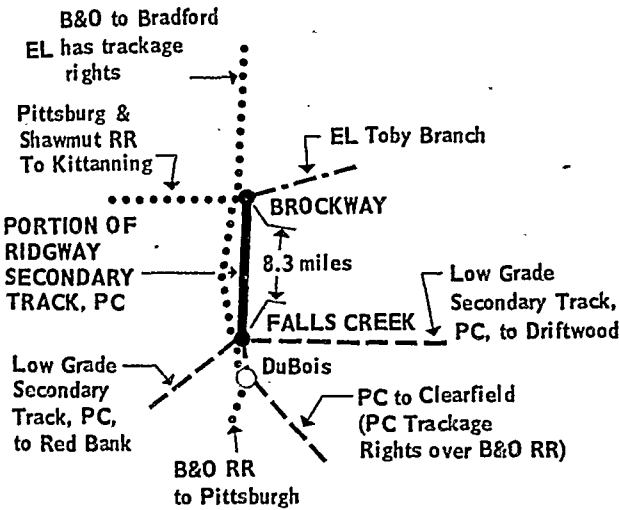 B&O to Bradford
EL has trackage
rights
Pittsburg &
Shawmut RR
To Kittanning
EL Toby Branch
BROCKWAY
PORTION OF
RIDGWAY
SECONDARY
TRACK, PC
8.3 miles
Low Grade
Secondary Track,
PC, to Driftwood
FALLS CREEK
Low Grade
Secondary
Track, PC,
to Red Bank
DuBois
PC to Clearfield
(PC Trackage
Rights over B&O RR)
B&O RR
to Pittsburgh